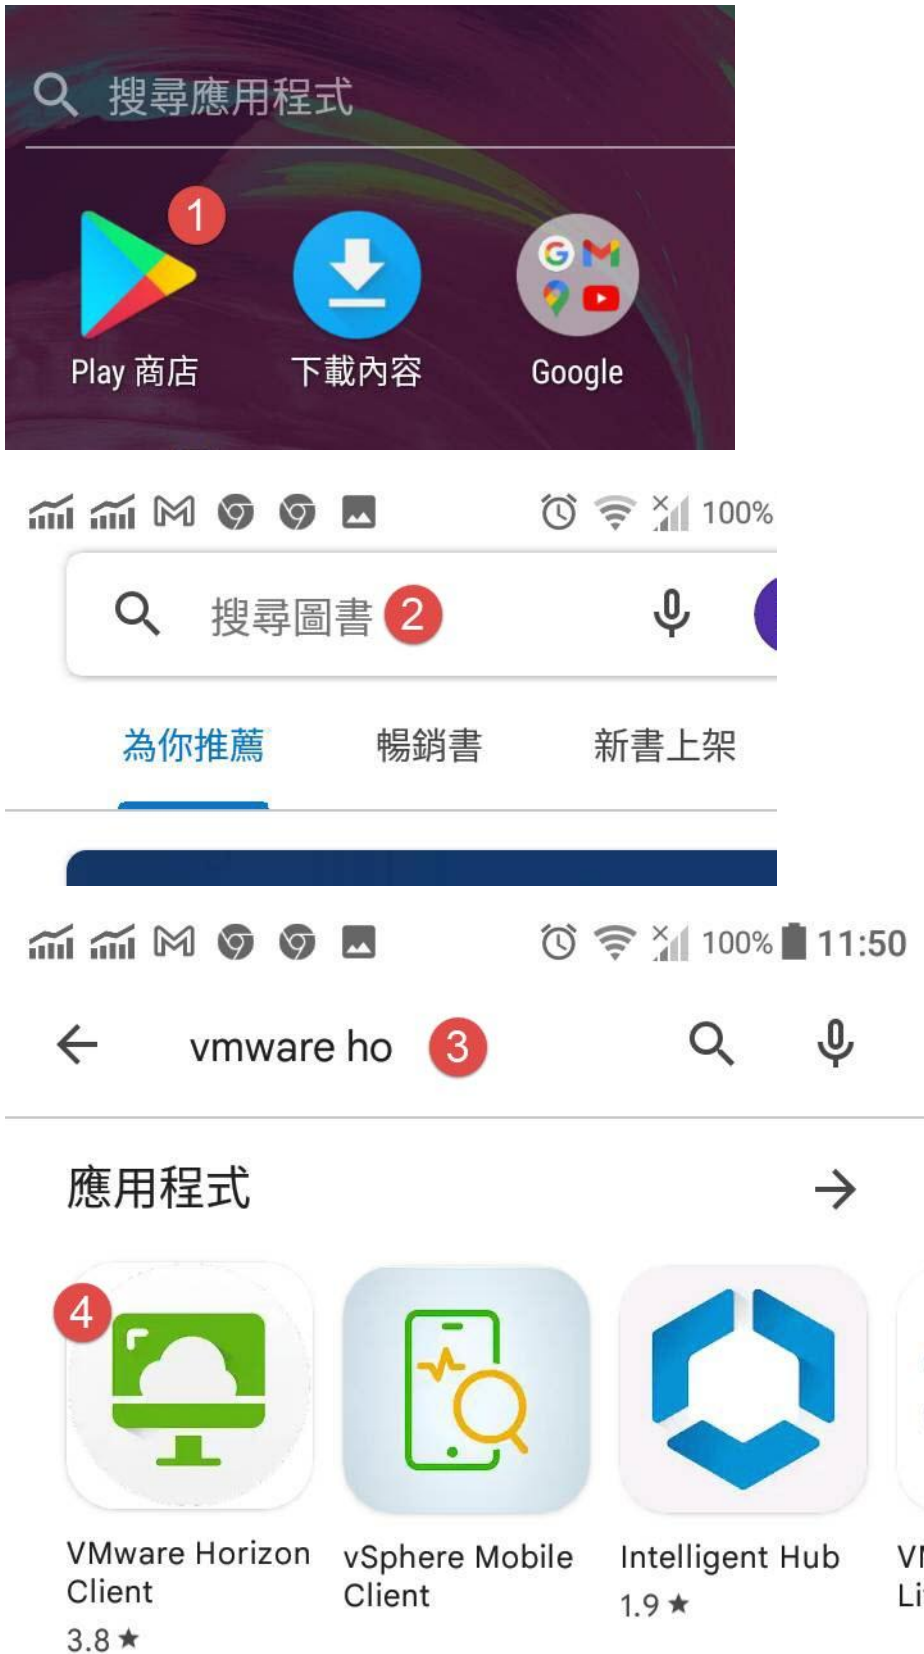 搜尋應用程式
1
Play 商店
下載內容
Google
100%
搜尋圖書 2
為你推薦
暢銷書
新書上架
100% 11:50
vmware ho 3
應用程式
4
VMware Horizon
Client
3.8 ★
vSphere Mobile
Client
Intelligent Hub
1.9 ★